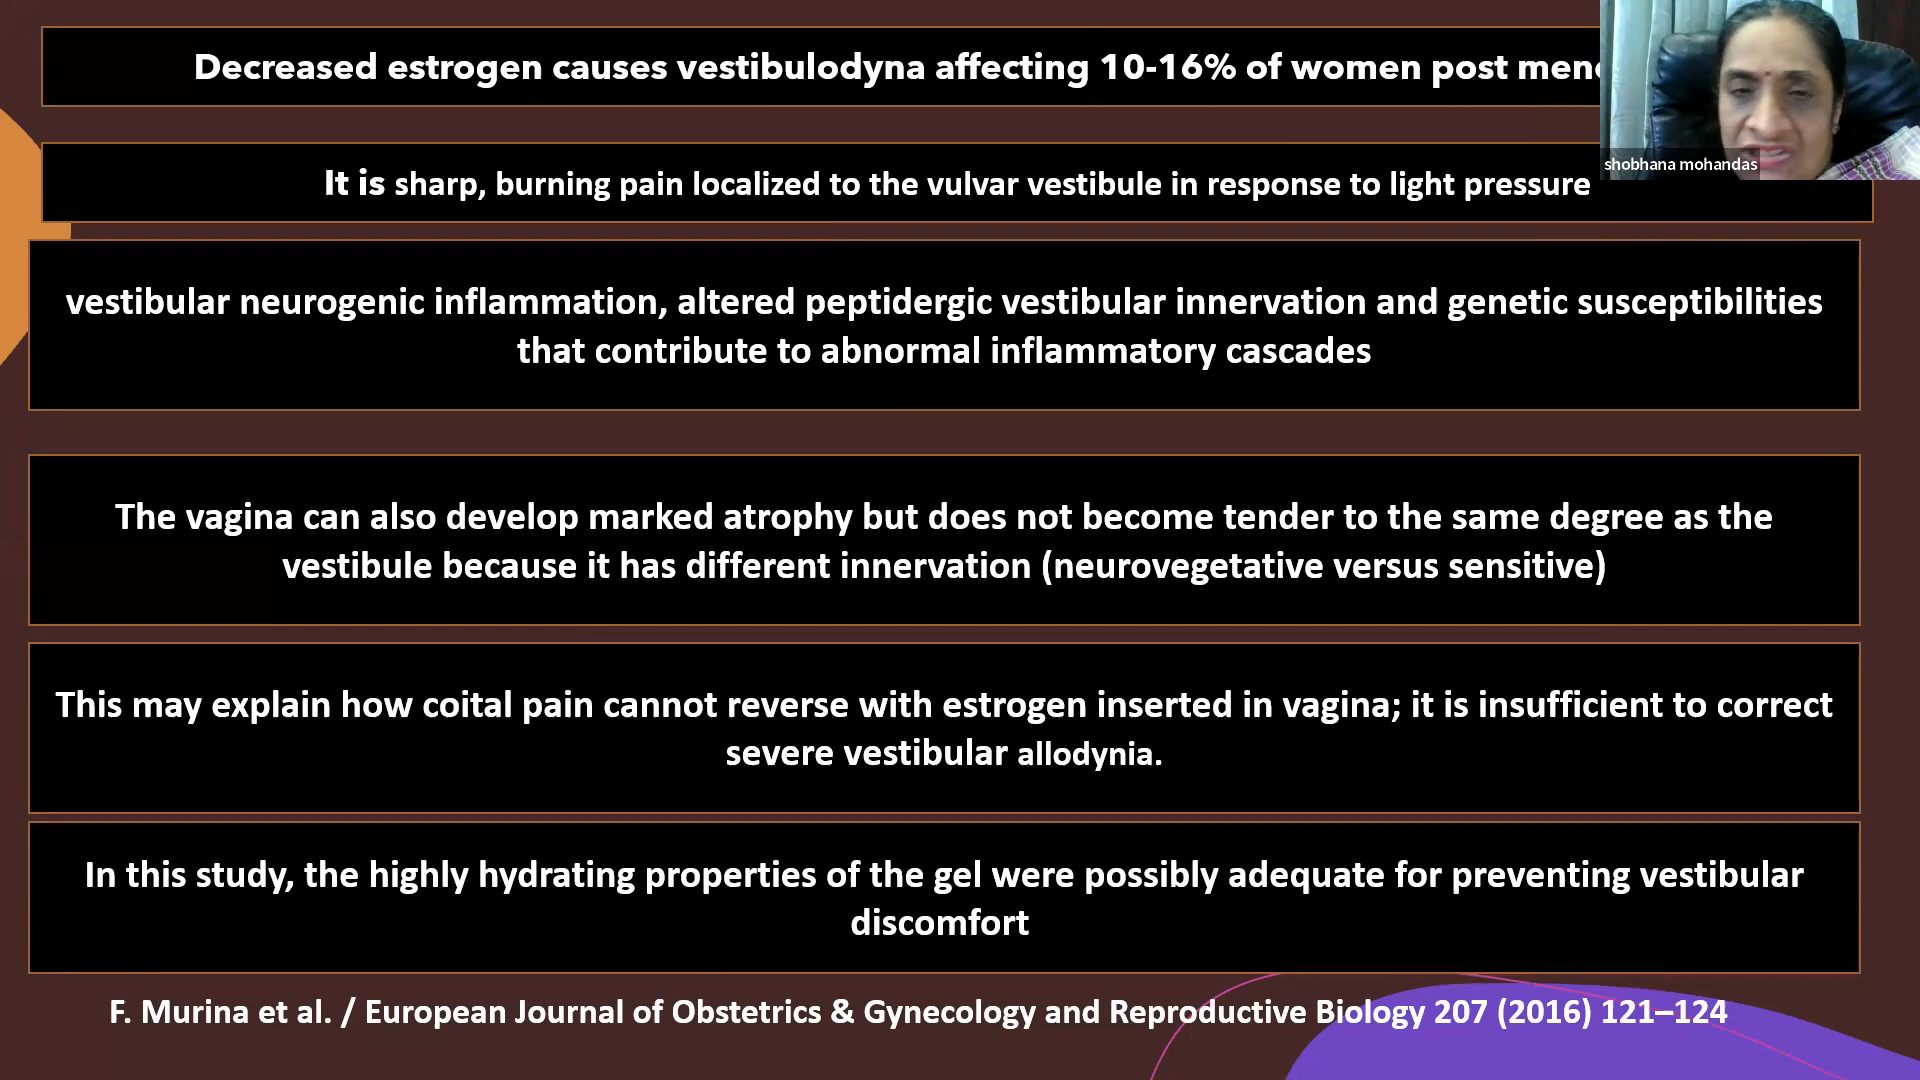 Decreased estrogen causes vestibulodyna affecting 10-16% of women post
It is sharp, burning pain localized to the vulvar vestibule in response to light pressure
shobhana mohandas
vestibular neurogenic inflammation, altered peptidergic vestibular innervation and genetic susceptibilities
that contribute to abnormal inflammatory cascades
The vagina can also develop marked atrophy but does not become tender to the same degree as the
vestibule because it has different innervation (neurovegetative versus sensitive)
This may explain how coital pain cannot reverse with estrogen inserted in vagina; it is insufficient to correct
severe vestibular allodynia.
In this study, the highly hydrating properties of the gel were possibly adequate for preventing vestibular
discomfort
F. Murina et al. / European Journal of Obstetrics & Gynecology and Reproductive Biology 207 (2016) 121–124